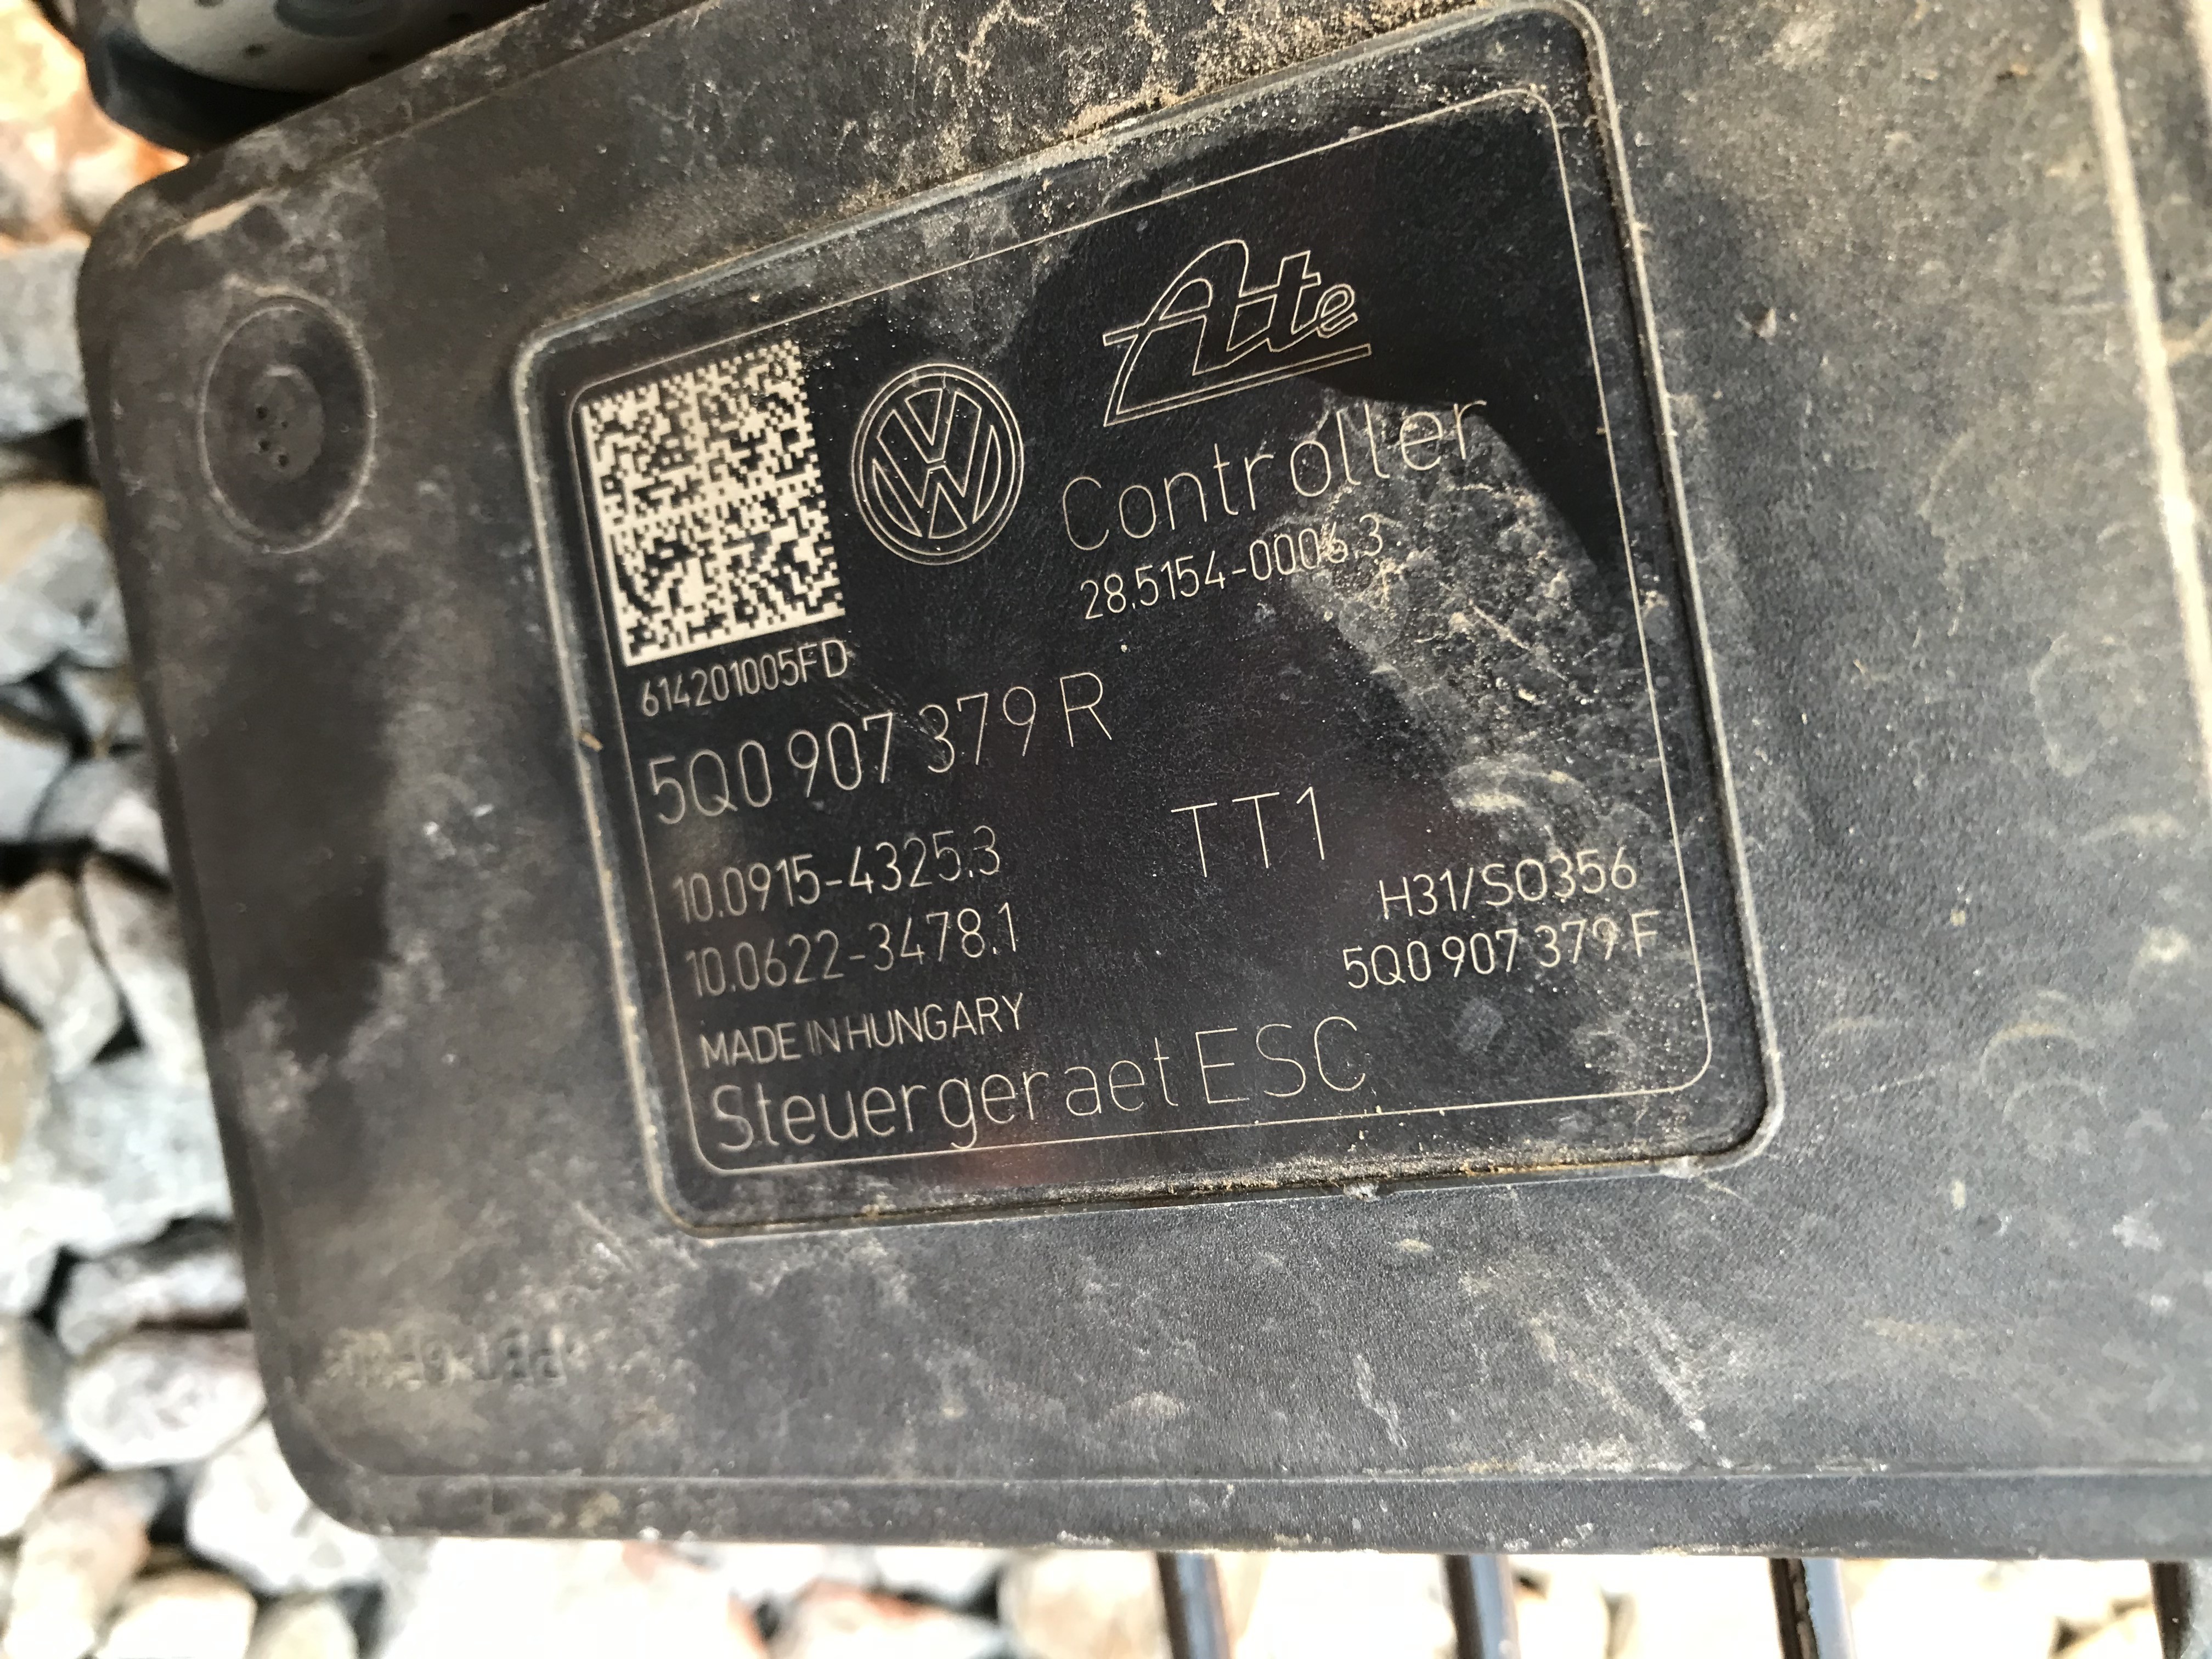 Ate
Controller
28.5154-0006.3
614201005FD
5Q0 907 379 R
TT1
10.0915-4325.3
10.0622-3478.1
H31/SO356
5Q0 907 379 F
MADE IN HUNGARY
Steuergeraet ESC